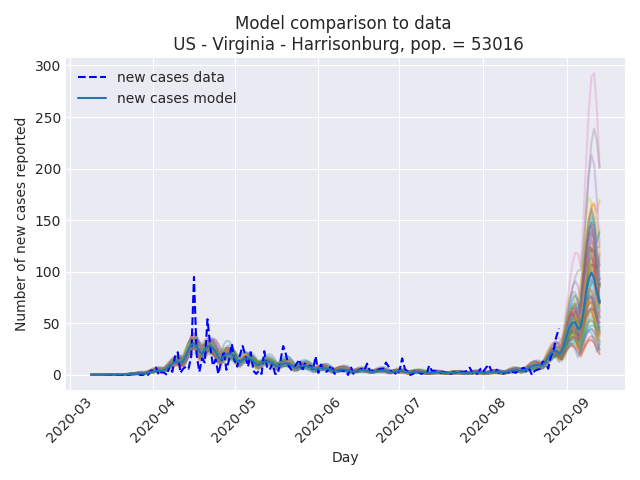 Model comparison to data
US - Virginia - Harrisonburg, pop. = 53016
new cases data
new cases model
Number of new cases reported
300
250
200
150
100
50
0
2020-03
2020-04
2020-05
2020-06
2020-07
2020-08
2020-09
Day